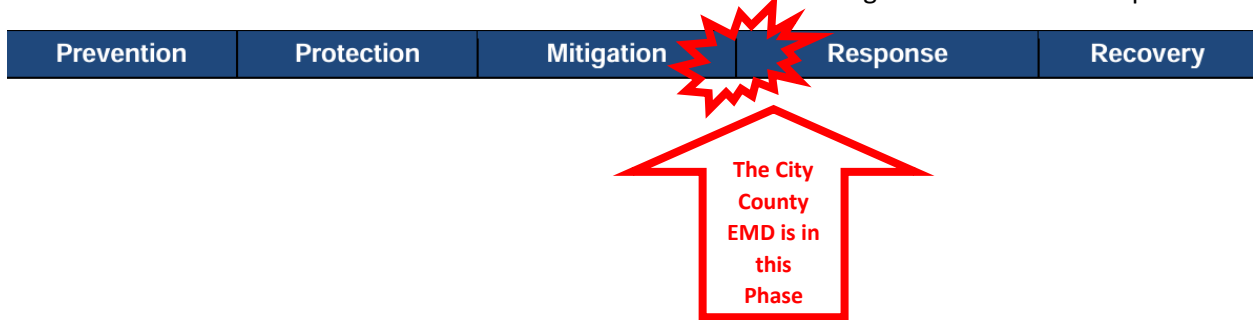 Prevention Protection Mitigation Response Recovery
The City
County
EMD is in
this
Phase